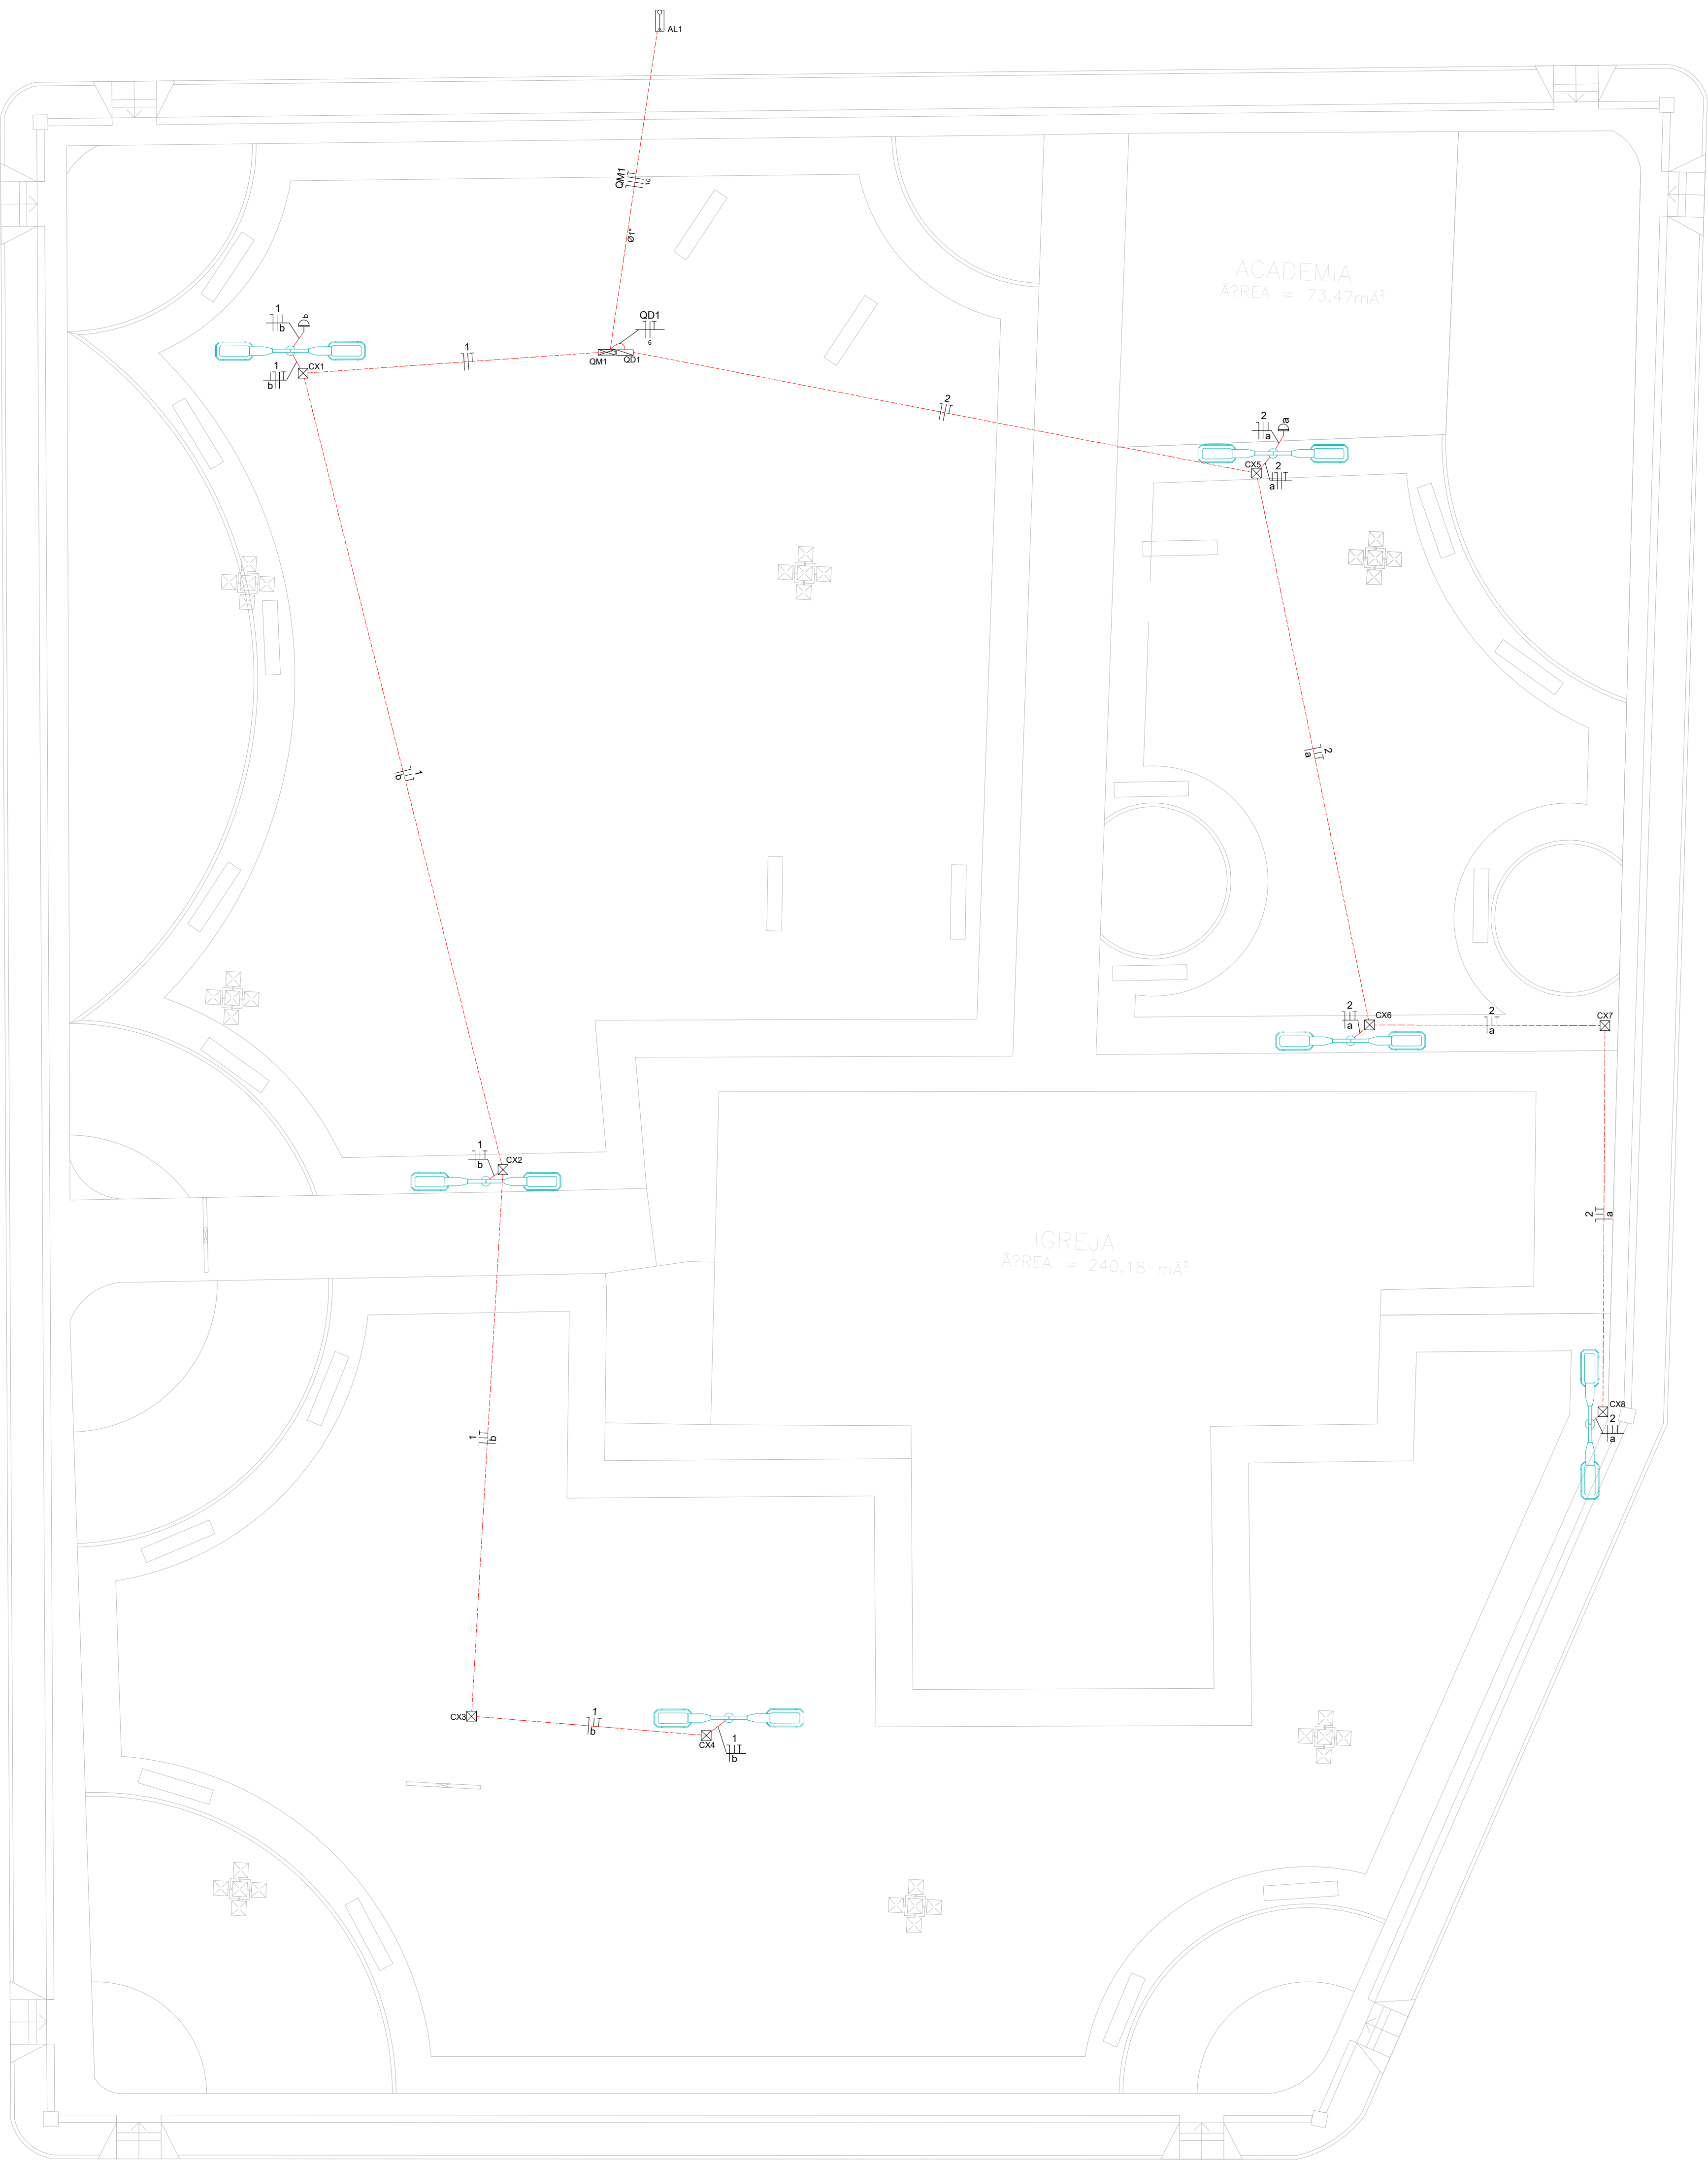 AL1
QM1
10
Ø1"
ACADEMIA
Ã?REA = 73,47mÂ²
1
b
b
1
b
CX1
1
QD1
6
QM1
QD1
2
2
a
a
CX5
2
a
2
a
1
b
2
a
CX6
2
a
CX7
1
b
CX2
2
a
IGREJA
Ã?REA = 240,18 mÂ²
CX8
2
a
1
b
CX3
1
b
CX4
1
b